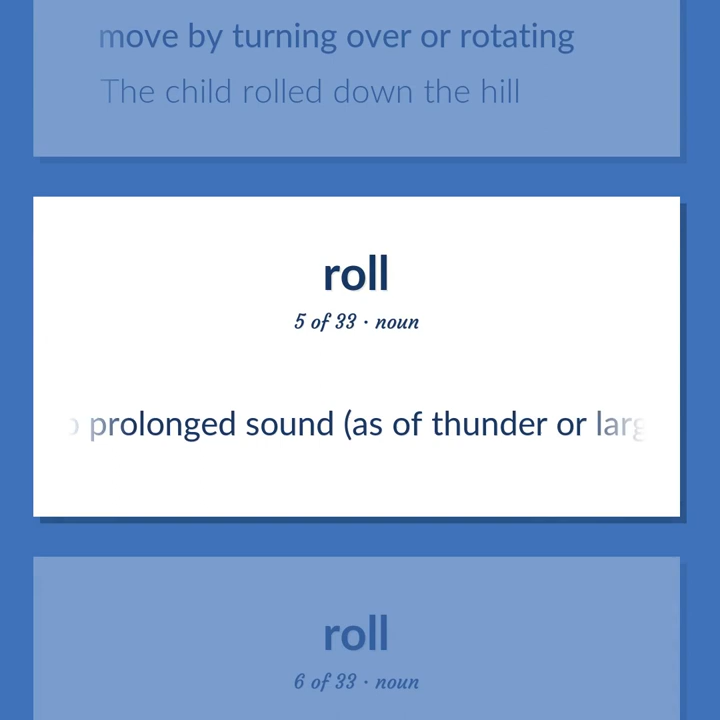 move by turning over or rotating
The child rolled down the hill
roll
5 of 33 · noun
prolonged sound (as of thunder or
roll
6 of 33 · noun